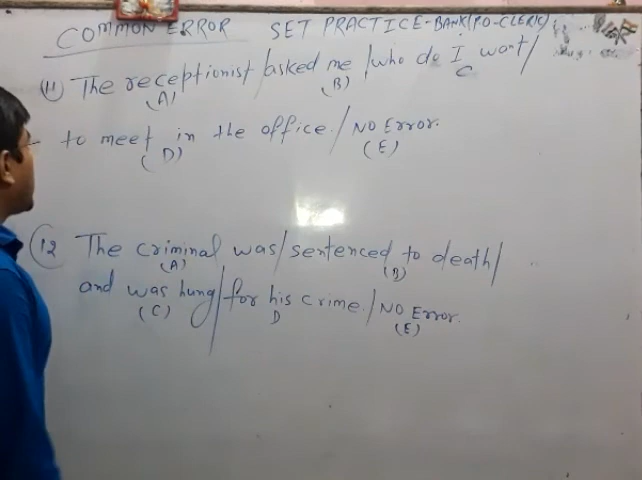 COMMON ERROR SET PRACTICE-BANK(PO-CLERK)
(11) The receptionist/asked me/who do I want/
(A) (B) C
to meet in the office./NO Error.
(D) (E)
(12 The criminal was/sentenced to death/
(A) (B)
and was hung/for his crime./NO Error.
(C) D (E)